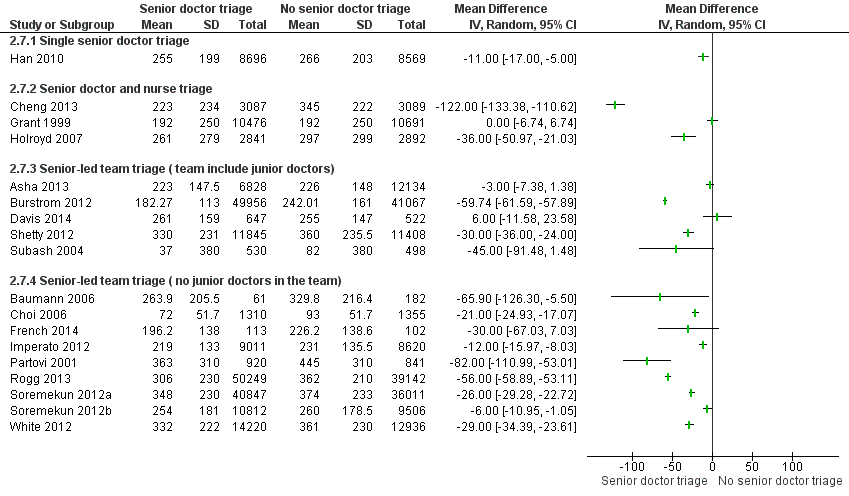 Senior doctor triage No senior doctor triage Mean Difference Mean Difference
Study or Subgroup Mean SD Total Mean SD Total IV, Random, 95% CI IV, Random, 95% CI
2.7.1 Single senior doctor triage
Han 2010 255 199 8696 266 203 8569 -11.00 [-17.00, -5.00]
2.7.2 Senior doctor and nurse triage
Cheng 2013 223 234 3087 345 222 3089 -122.00 [-133.38, -110.62]
Grant 1999 192 250 10476 192 250 10691 0.00 [-6.74, 6.74]
Holroyd 2007 261 279 2841 297 299 2892 -36.00 [-50.97, -21.03]
2.7.3 Senior-led team triage ( team include junior doctors)
Asha 2013 223 147.5 6828 226 148 12134 -3.00 [-7.38, 1.38]
Burstrom 2012 182.27 113 49956 242.01 161 41067 -59.74 [-61.59, -57.89]
Davis 2014 261 159 647 255 147 522 6.00 [-11.58, 23.58]
Shetty 2012 330 231 11845 360 235.5 11408 -30.00 [-36.00, -24.00]
Subash 2004 37 380 530 82 380 498 -45.00 [-91.48, 1.48]
2.7.4 Senior-led team triage ( no junior doctors in the team)
Baumann 2006 263.9 205.5 61 329.8 216.4 182 -65.90 [-126.30, -5.50]
Choi 2006 72 51.7 1310 93 51.7 1355 -21.00 [-24.93, -17.07]
French 2014 196.2 138 113 226.2 138.6 102 -30.00 [-67.03, 7.03]
Imperato 2012 219 133 9011 231 135.5 8620 -12.00 [-15.97, -8.03]
Partovi 2001 363 310 920 445 310 841 -82.00 [-110.99, -53.01]
Rogg 2013 306 230 50249 362 210 39142 -56.00 [-58.89, -53.11]
Soremekun 2012a 348 230 40847 374 233 36011 -26.00 [-29.28, -22.72]
Soremekun 2012b 254 181 10812 260 178.5 9506 -6.00 [-10.95, -1.05]
White 2012 332 222 14220 361 230 12936 -29.00 [-34.39, -23.61]
-100 -50 0 50 100
Senior doctor triage No senior doctor triage